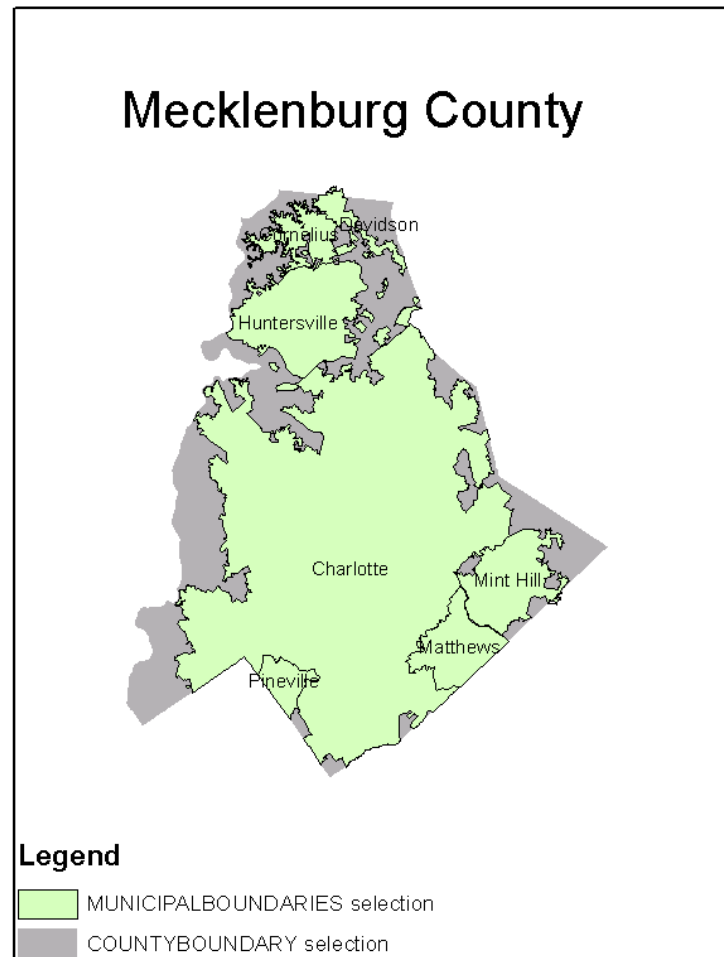 Mecklenburg County
Davidson
Cornelius
Huntersville
Charlotte
Mint Hill
Matthews
Pineville
Legend
MUNICIPALBOUNDARIES selection
COUNTYBOUNDARY selection